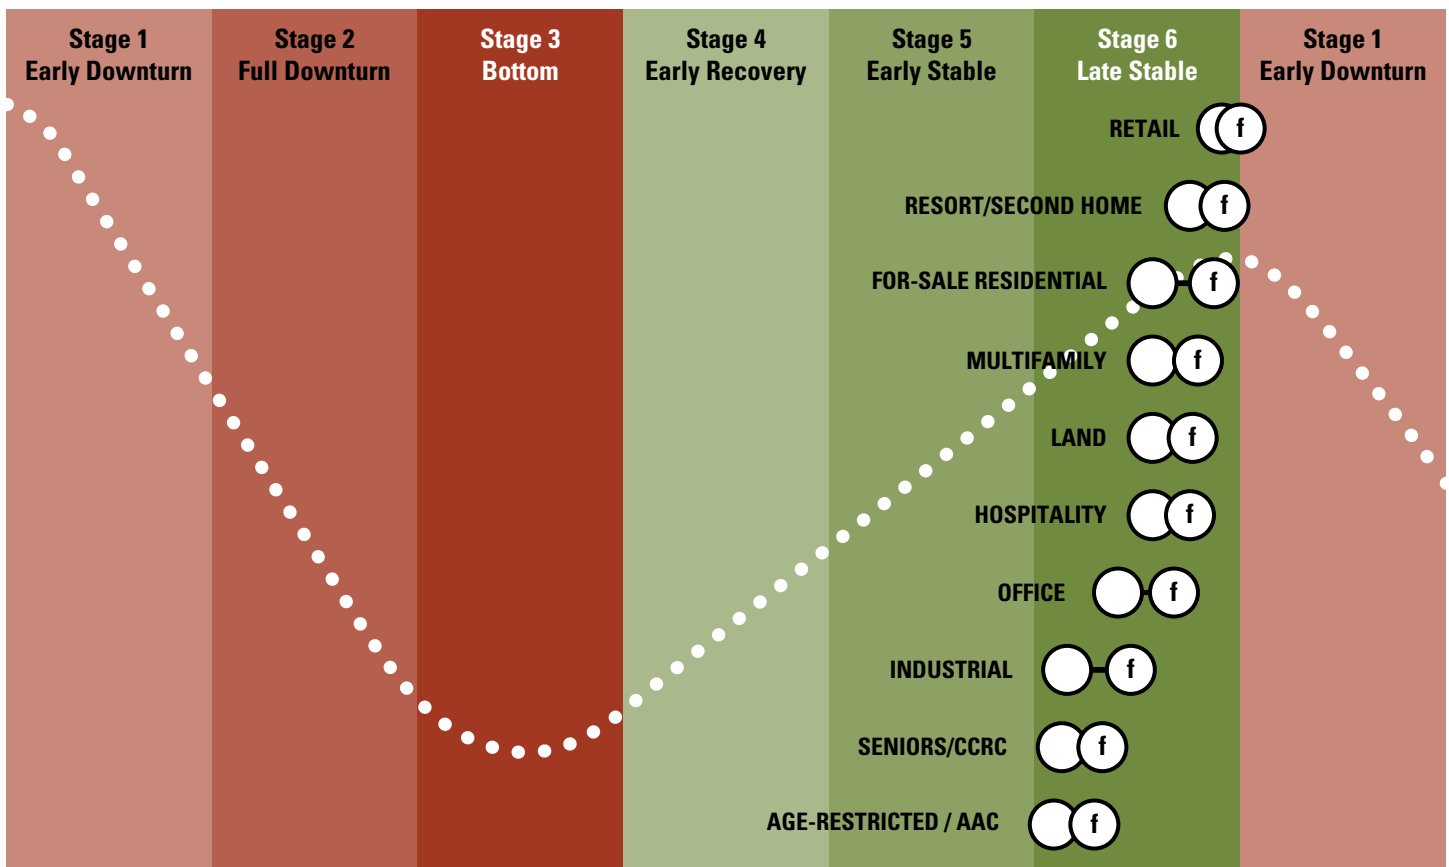 Stage 1
Early Downturn
Stage 2
Full Downturn
Stage 3
Bottom
Stage 4
Early Recovery
Stage 5
Early Stable
Stage 6
Late Stable
Stage 1
Early Downturn
RETAIL f
RESORT/SECOND HOME f
FOR-SALE RESIDENTIAL f
MULTIFAMILY f
LAND f
HOSPITALITY f
OFFICE f
INDUSTRIAL f
SENIORS/CCRC f
AGE-RESTRICTED / AAC f